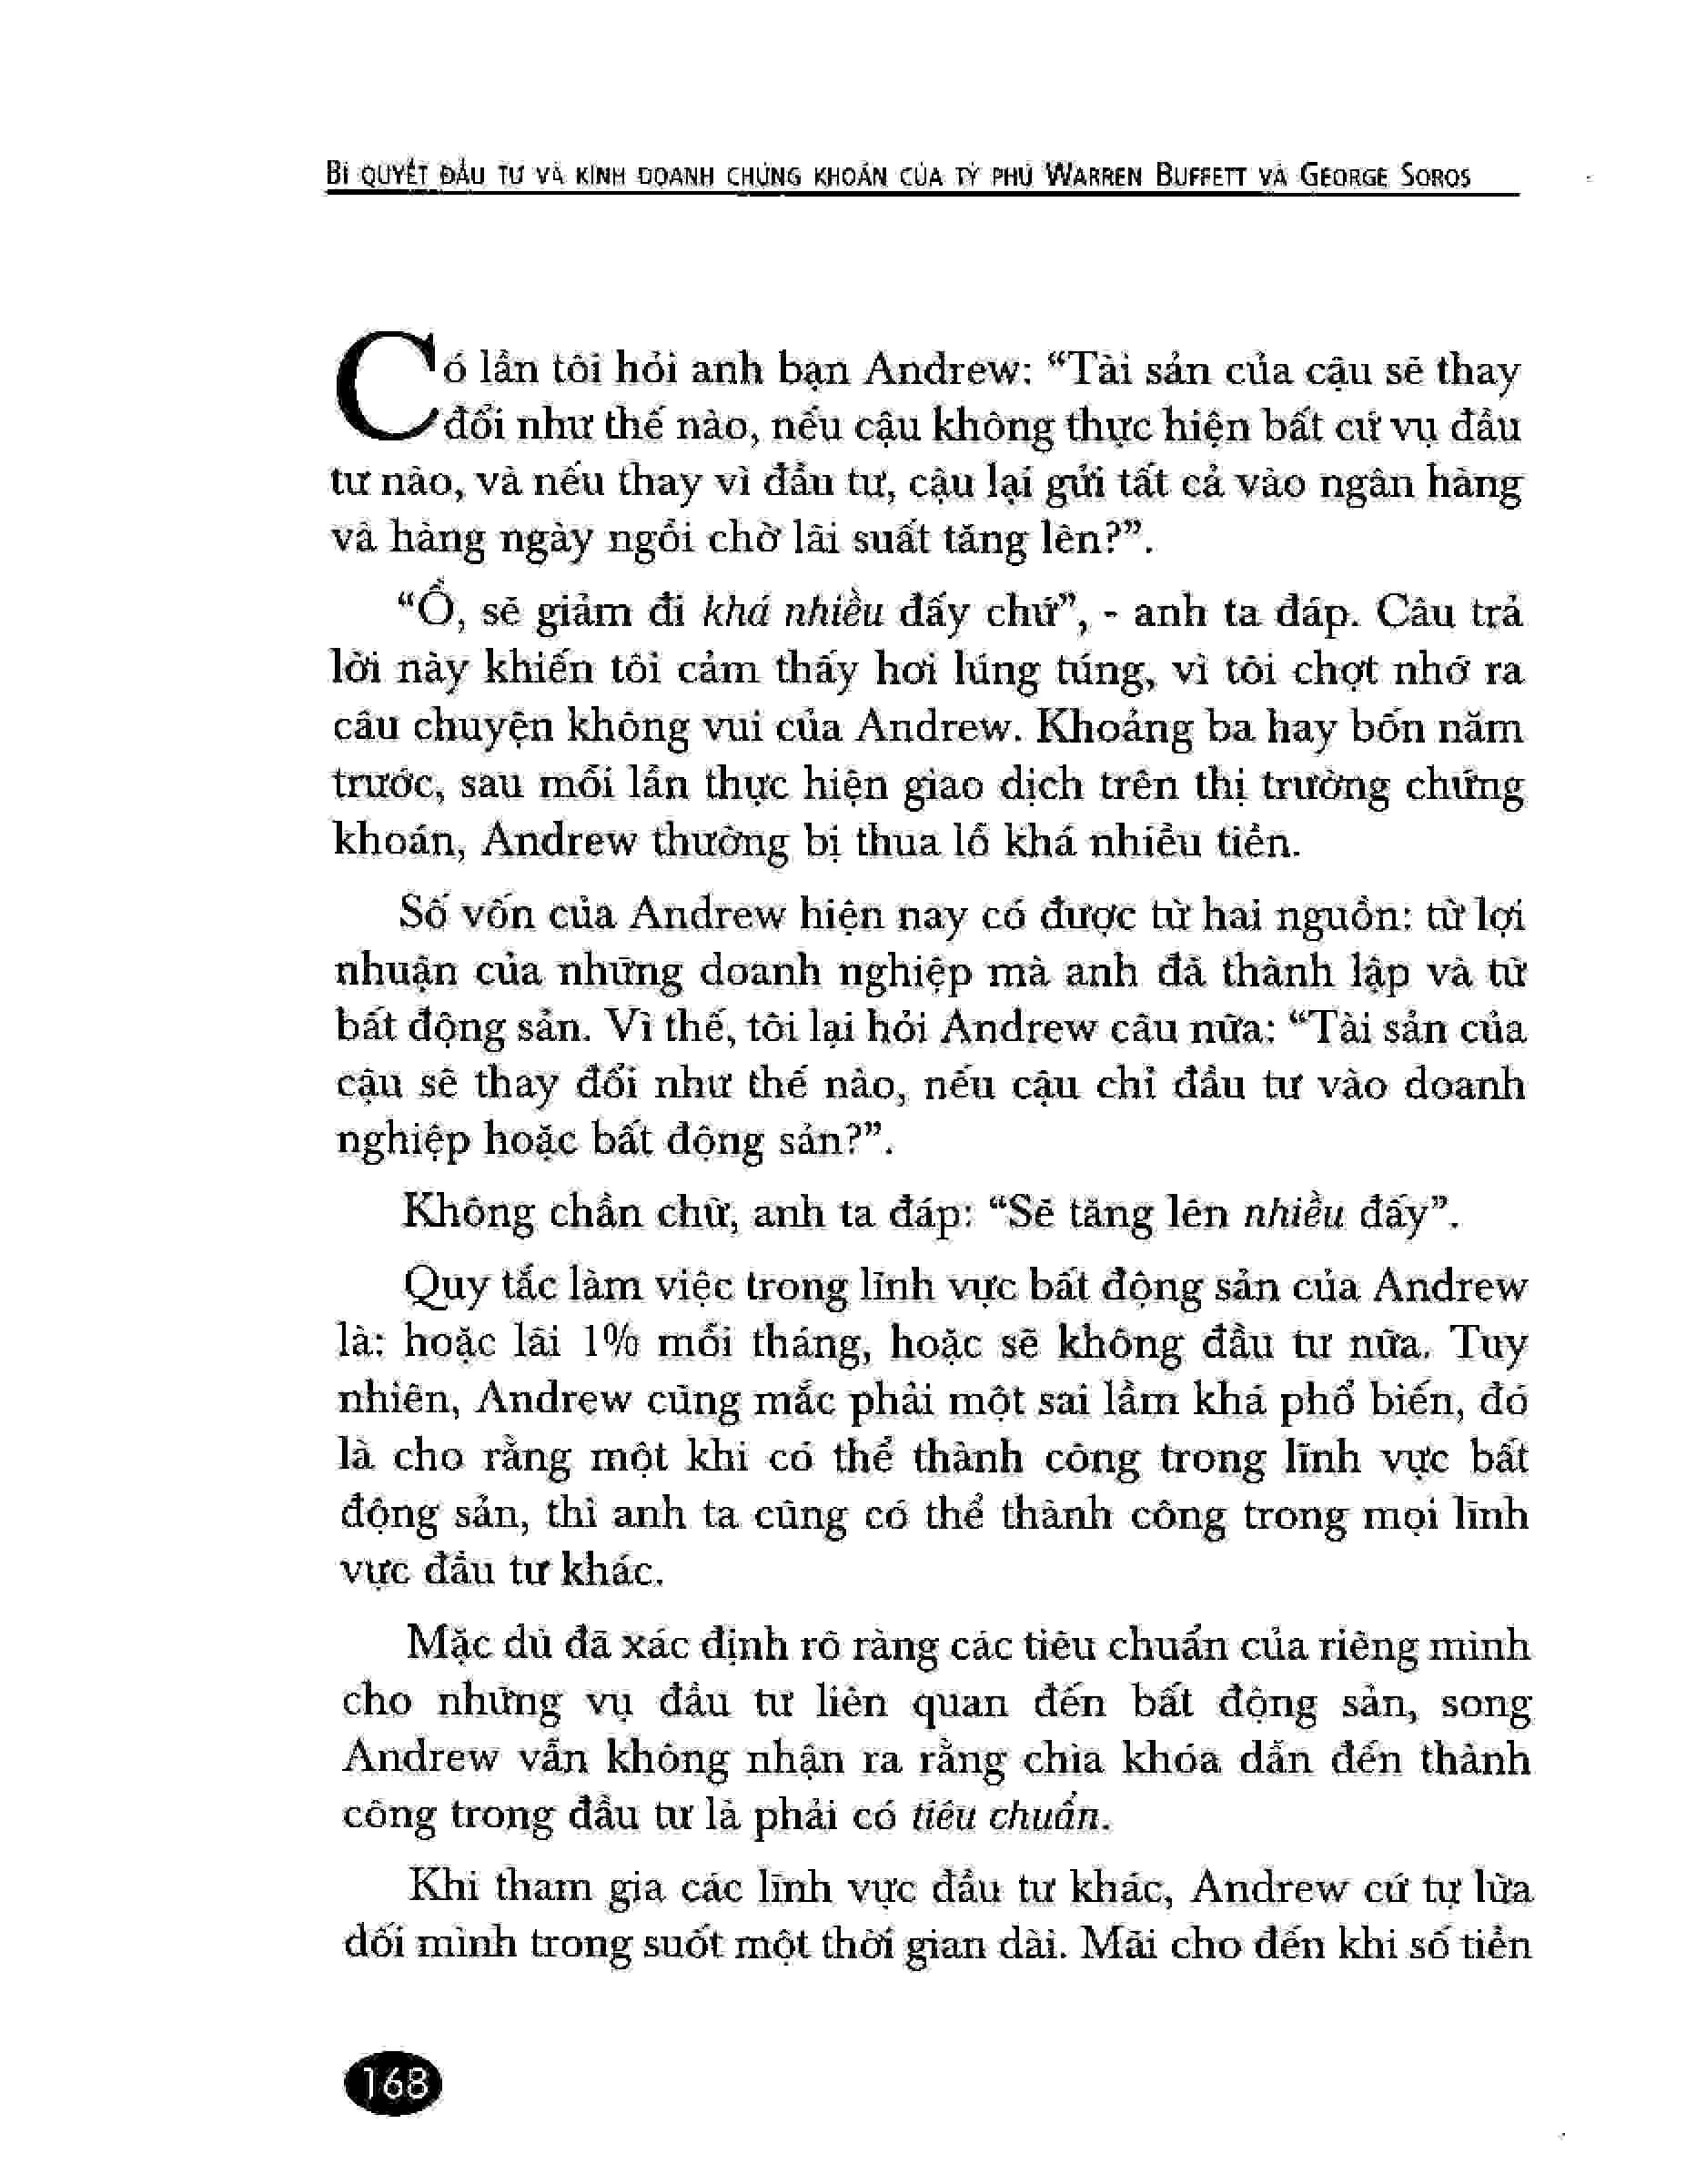 BÍ QUYẾT ĐẦU TƯ VÀ KINH DOANH CHỨNG KHOÁN CỦA TỶ PHÚ WARREN BUFFETT VÀ GEORGE SOROS
Có lần tôi hỏi anh bạn Andrew: “Tài sản của cậu sẽ thay
đổi như thế nào, nếu cậu không thực hiện bất cứ vụ đầu
tư nào, và nếu thay vì đầu tư, cậu lại gửi tất cả vào ngân hàng
và hàng ngày ngồi chờ lãi suất tăng lên?”.
“Ồ, sẽ giảm đi khá nhiều đấy chứ”, - anh ta đáp. Câu trả
lời này khiến tôi cảm thấy hơi lúng túng, vì tôi chợt nhớ ra
câu chuyện không vui của Andrew. Khoảng ba hay bốn năm
trước, sau mỗi lần thực hiện giao dịch trên thị trường chứng
khoán, Andrew thường bị thua lỗ khá nhiều tiền.
Số vốn của Andrew hiện nay có được từ hai nguồn: từ lợi
nhuận của những doanh nghiệp mà anh đã thành lập và từ
bất động sản. Vì thế, tôi lại hỏi Andrew câu nữa: “Tài sản của
cậu sẽ thay đổi như thế nào, nếu cậu chỉ đầu tư vào doanh
nghiệp hoặc bất động sản?”.
Không chần chừ, anh ta đáp: “Sẽ tăng lên nhiều đấy”.
Quy tắc làm việc trong lĩnh vực bất động sản của Andrew
là: hoặc lãi 1% mỗi tháng, hoặc sẽ không đầu tư nữa. Tuy
nhiên, Andrew cũng mắc phải một sai lầm khá phổ biến, đó
là cho rằng một khi có thể thành công trong lĩnh vực bất
động sản, thì anh ta cũng có thể thành công trong mọi lĩnh
vực đầu tư khác.
Mặc dù đã xác định rõ ràng các tiêu chuẩn của riêng mình
cho những vụ đầu tư liên quan đến bất động sản, song
Andrew vẫn không nhận ra rằng chìa khóa dẫn đến thành
công trong đầu tư là phải có tiêu chuẩn.
Khi tham gia các lĩnh vực đầu tư khác, Andrew cứ tự lừa
dối mình trong suốt một thời gian dài. Mãi cho đến khi số tiền
168